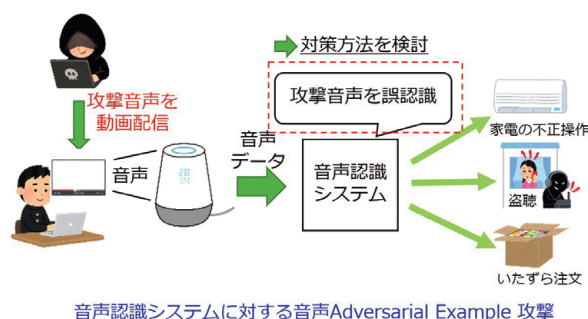 対策方法を検討
攻撃音声を誤認識
攻撃音声を
動画配信
音声
音声
データ
音声認識
システム
家電の不正操作
盗聴
いたずら注文
音声認識システムに対する音声Adversarial Example 攻撃